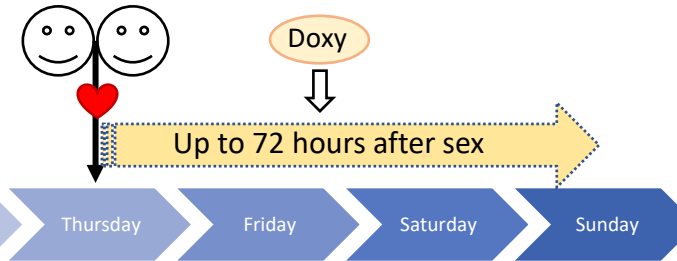 Doxy
Up to 72 hours after sex
Thursday
Friday
Saturday
Sunday